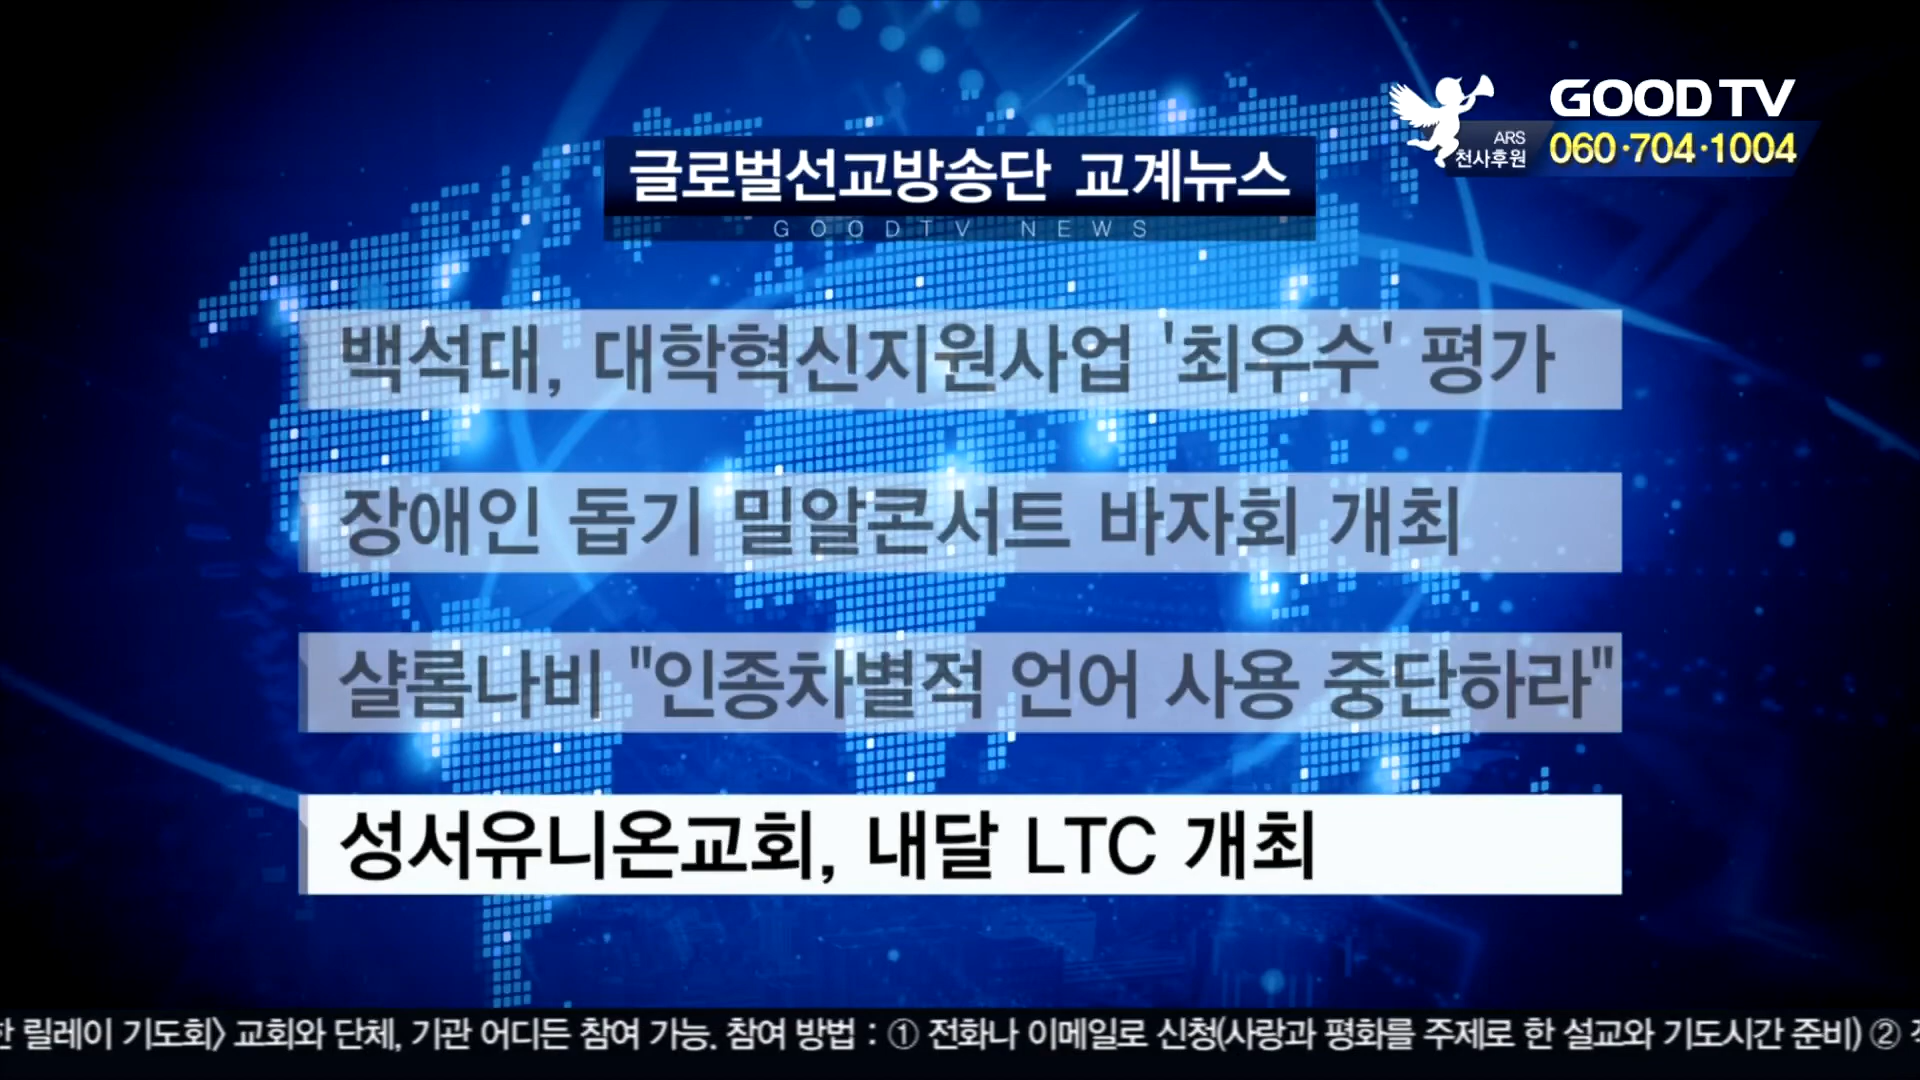 GOODTV
ARS
천사후원 060·704·1004
글로벌선교방송단 교계뉴스
GOODTV NEWS
백석대, 대학혁신지원사업 '최우수' 평가
장애인 돕기 밀알콘서트 바자회 개최
샬롬나비 "인종차별적 언어 사용 중단하라"
성서유니온교회, 내달 LTC 개최
한 릴레이 기도회> 교회와 단체, 기관 어디든 참여 가능. 참여 방법 : ① 전화나 이메일로 신청(사랑과 평화를 주제로 한 설교와 기도시간 준비) ②